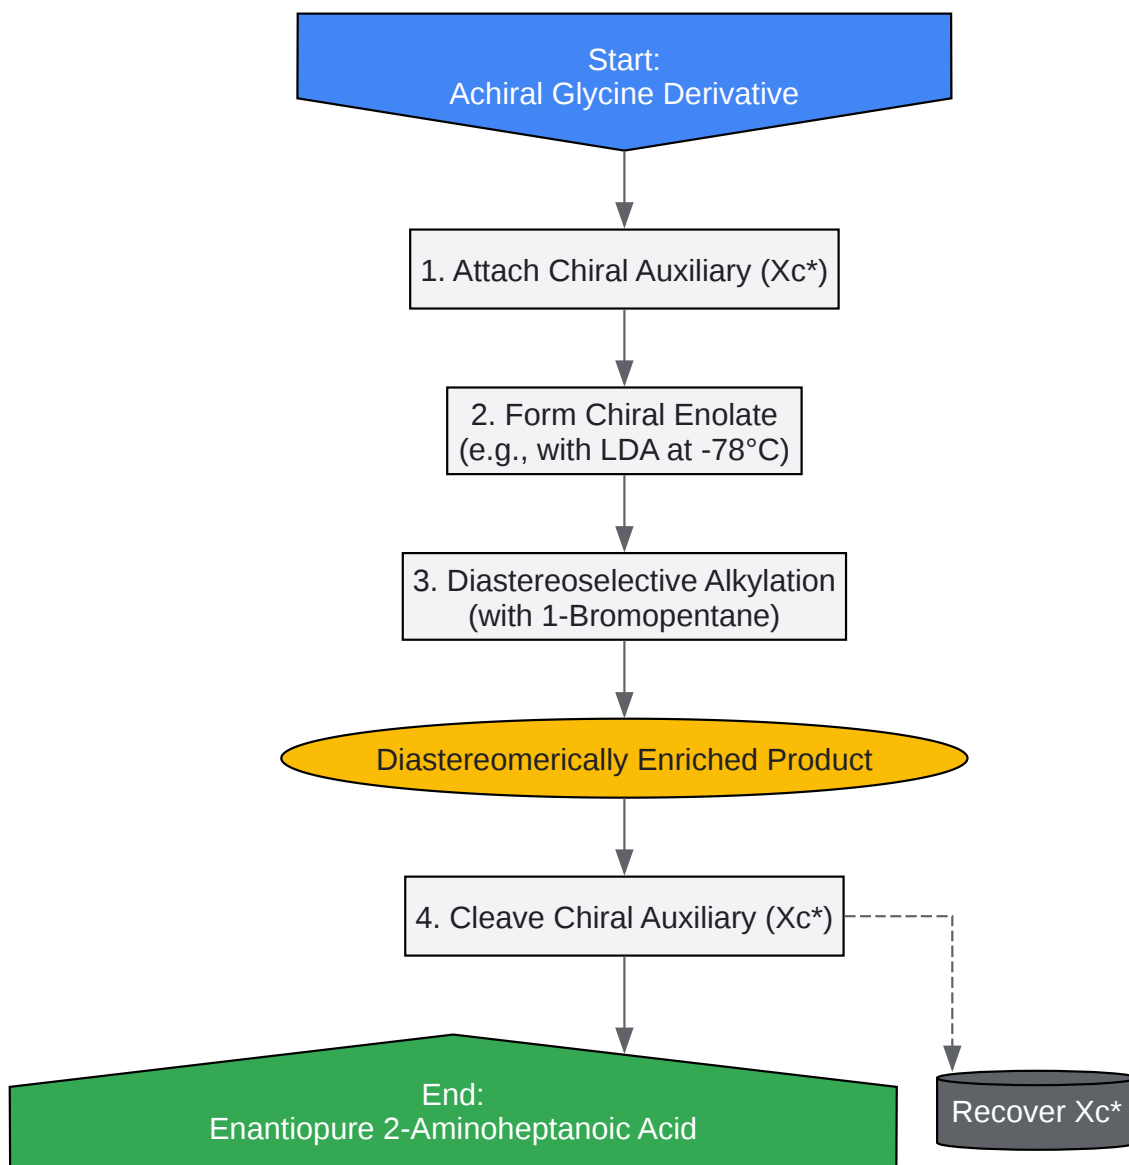 Start:
Achiral Glycine Derivative
1. Attach Chiral Auxiliary (Xc*)
2. Form Chiral Enolate
(e.g., with LDA at -78°C)
3. Diastereoselective Alkylation
(with 1-Bromopentane)
Diastereomerically Enriched Product
4. Cleave Chiral Auxiliary (Xc*)
End:
Enantiopure 2-Aminoheptanoic Acid
Recover Xc*